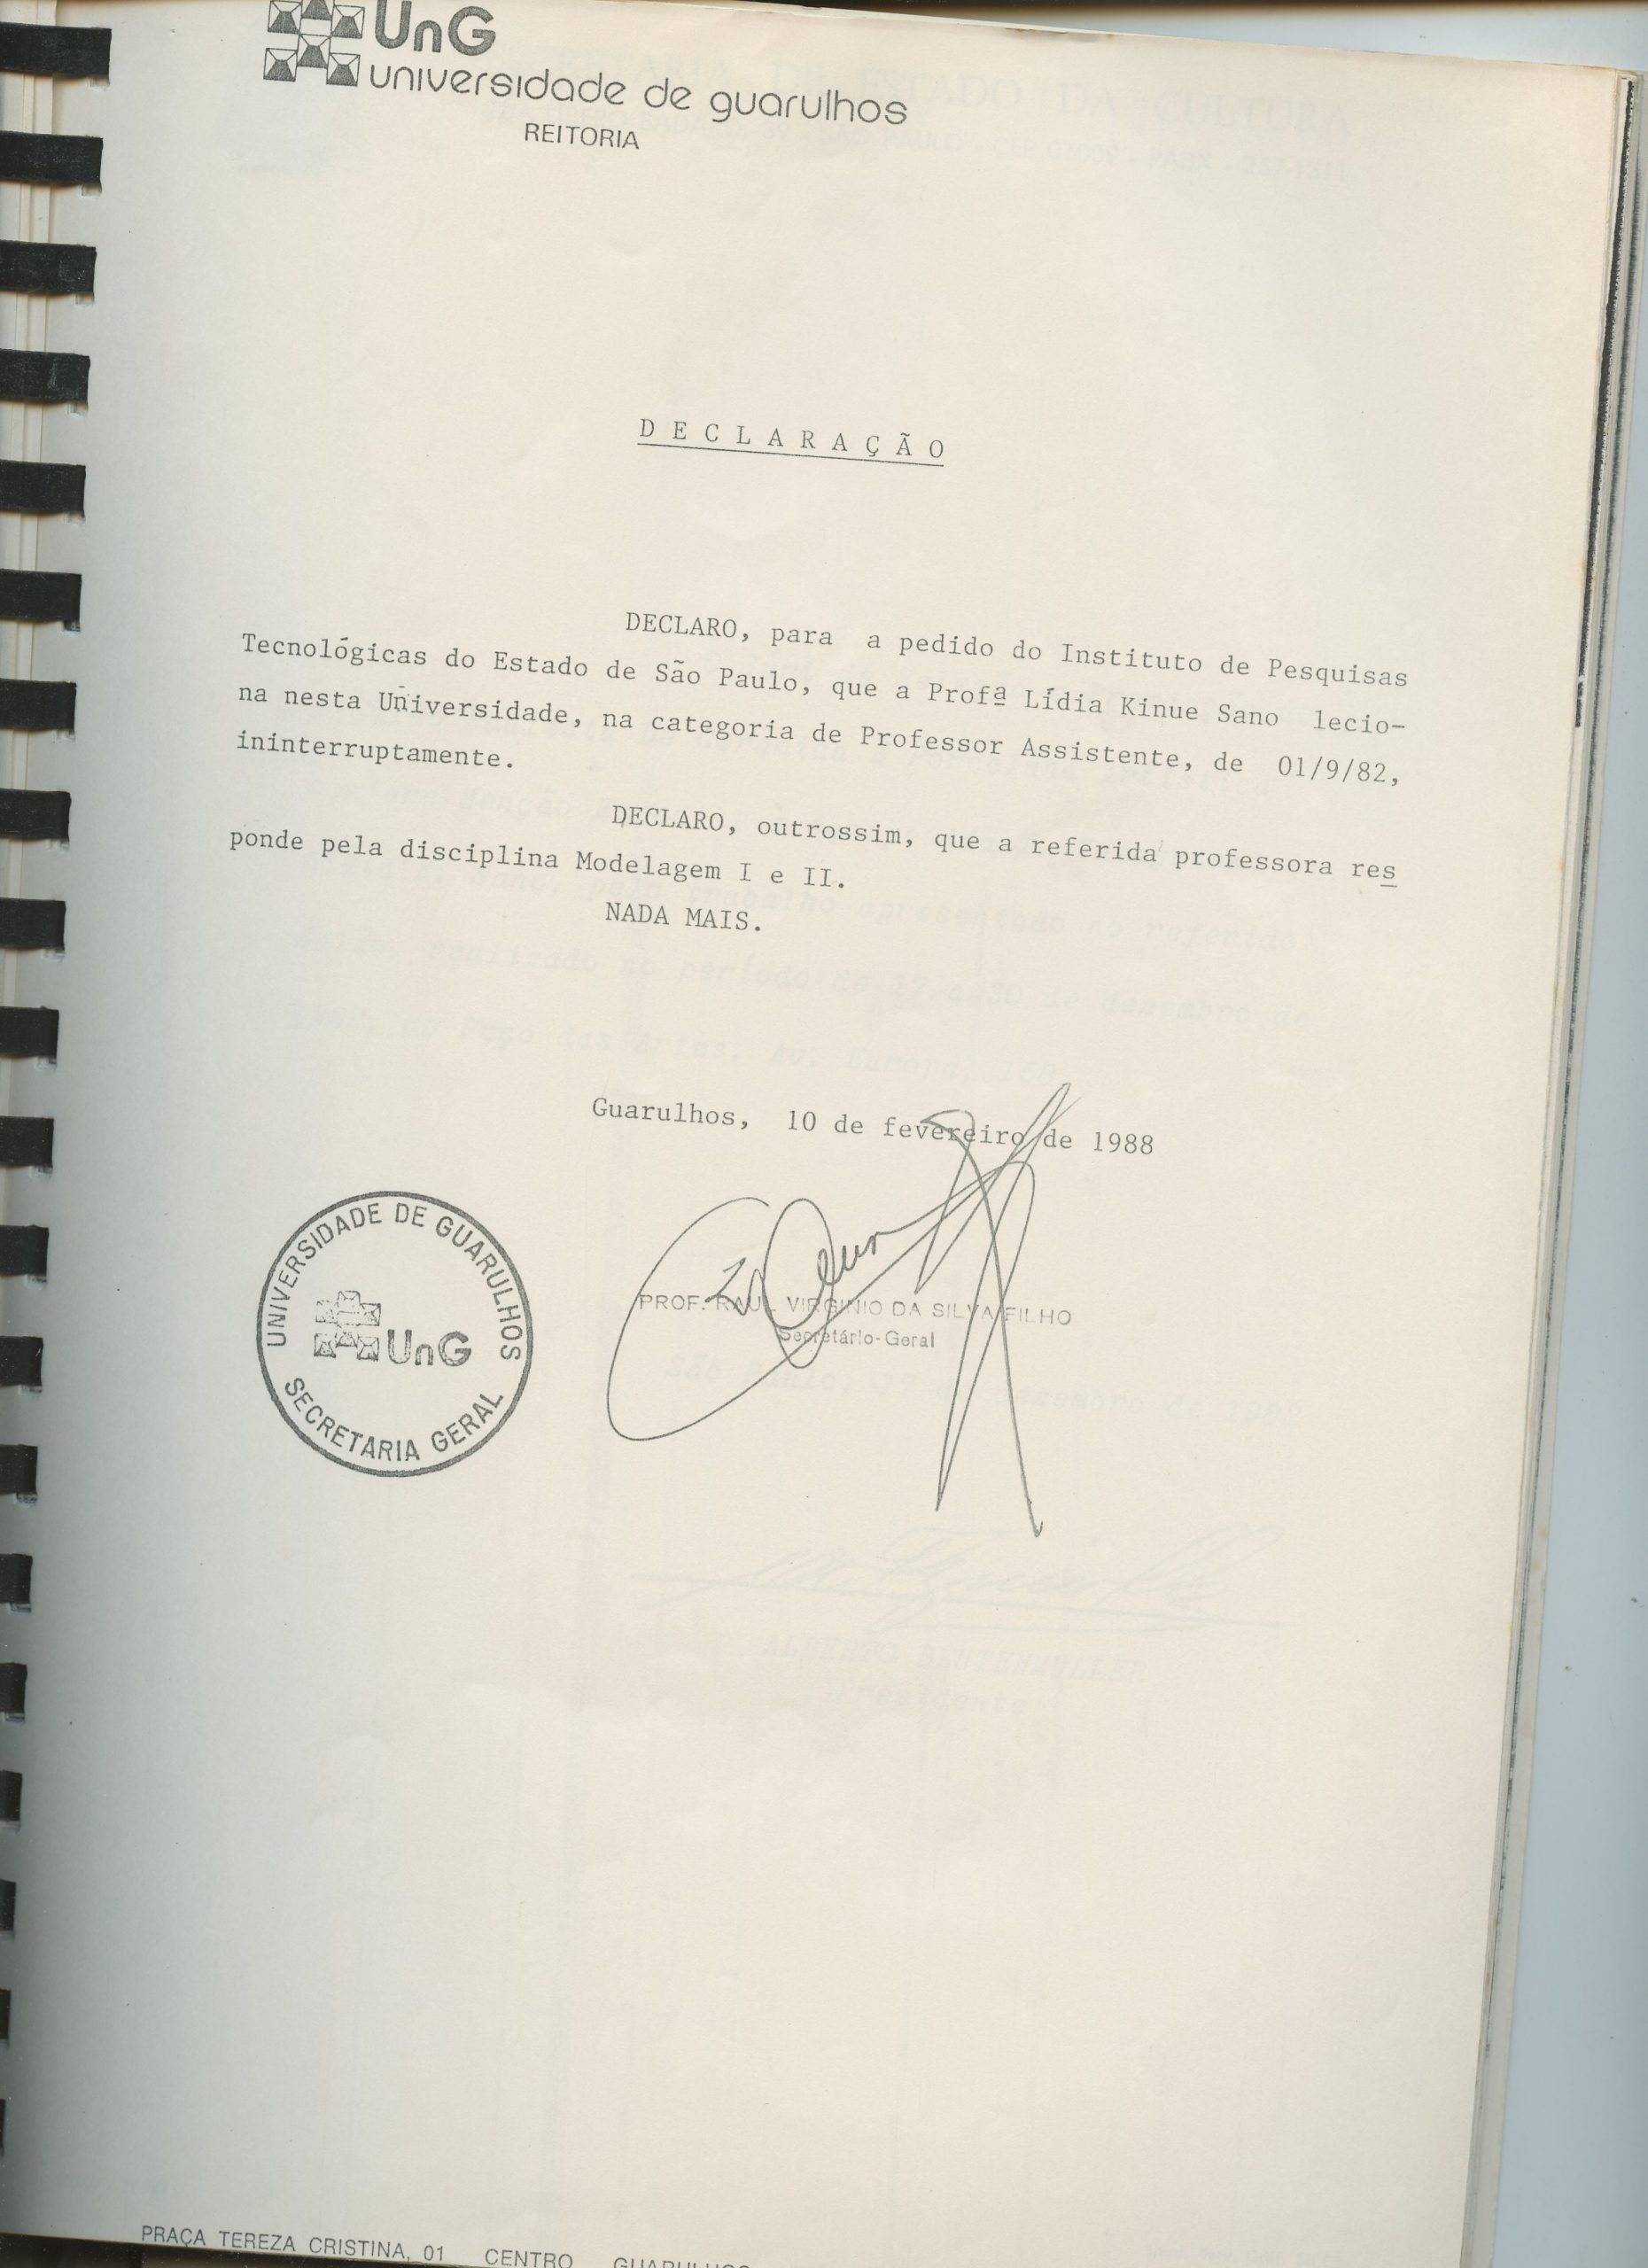 UnG
universidade de guarulhos
REITORIA
DECLARAÇÃO
DECLARO, para a pedido do Instituto de Pesquisas
Tecnológicas do Estado de São Paulo, que a Profª Lídia Kinue Sano lecio-
na nesta Universidade, na categoria de Professor Assistente, de 01/9/82,
ininterruptamente.
DECLARO, outrossim, que a referida professora res
ponde pela disciplina Modelagem I e II.
NADA MAIS.
Guarulhos, 10 de fevereiro de 1988
UNIVERSIDADE DE GUARULHOS
UnG
SECRETARIA GERAL
PROF. RAUL VIRGINIO DA SILVA FILHO
Secretário-Geral
PRAÇA TEREZA CRISTINA, 01 CENTRO GUARULHOS